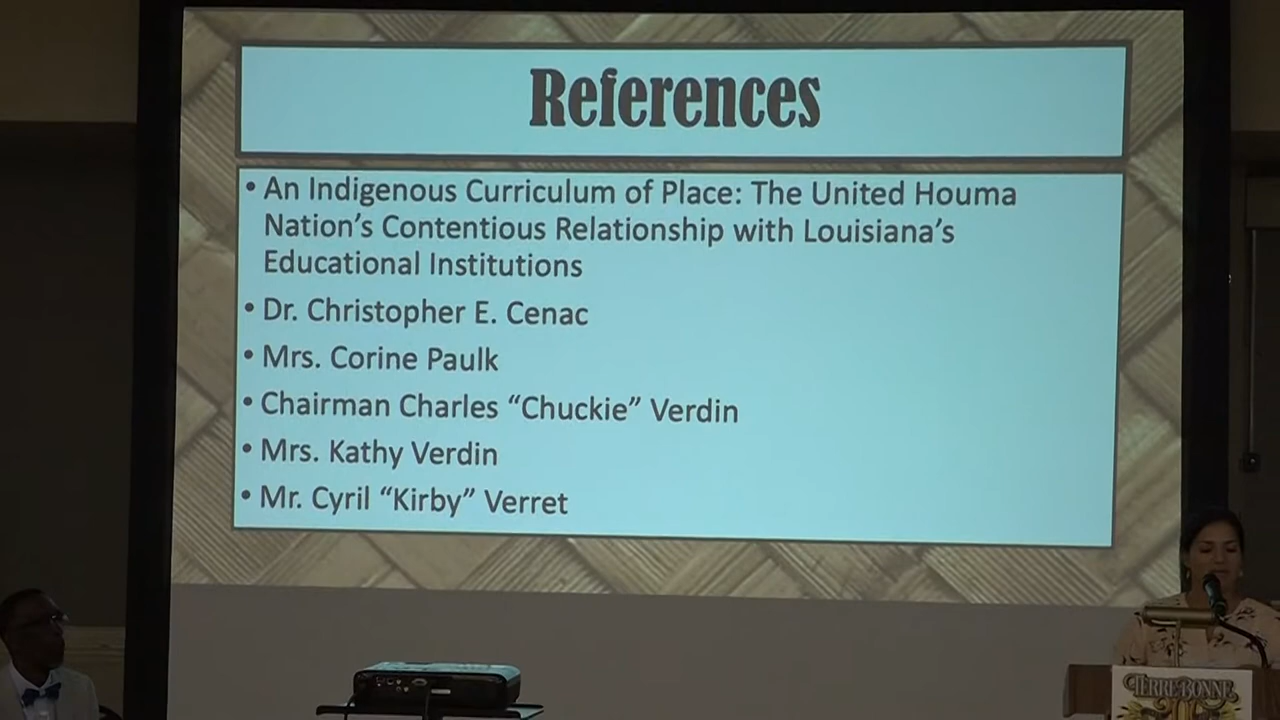 References
• An Indigenous Curriculum of Place: The United Houma
Nation's Contentious Relationship with Louisiana's
Educational Institutions
• Dr. Christopher E. Cenac
• Mrs. Corine Paulk
• Chairman Charles “Chuckie” Verdin
• Mrs. Kathy Verdin
• Mr. Cyril “Kirby” Verret
TERREBONNE